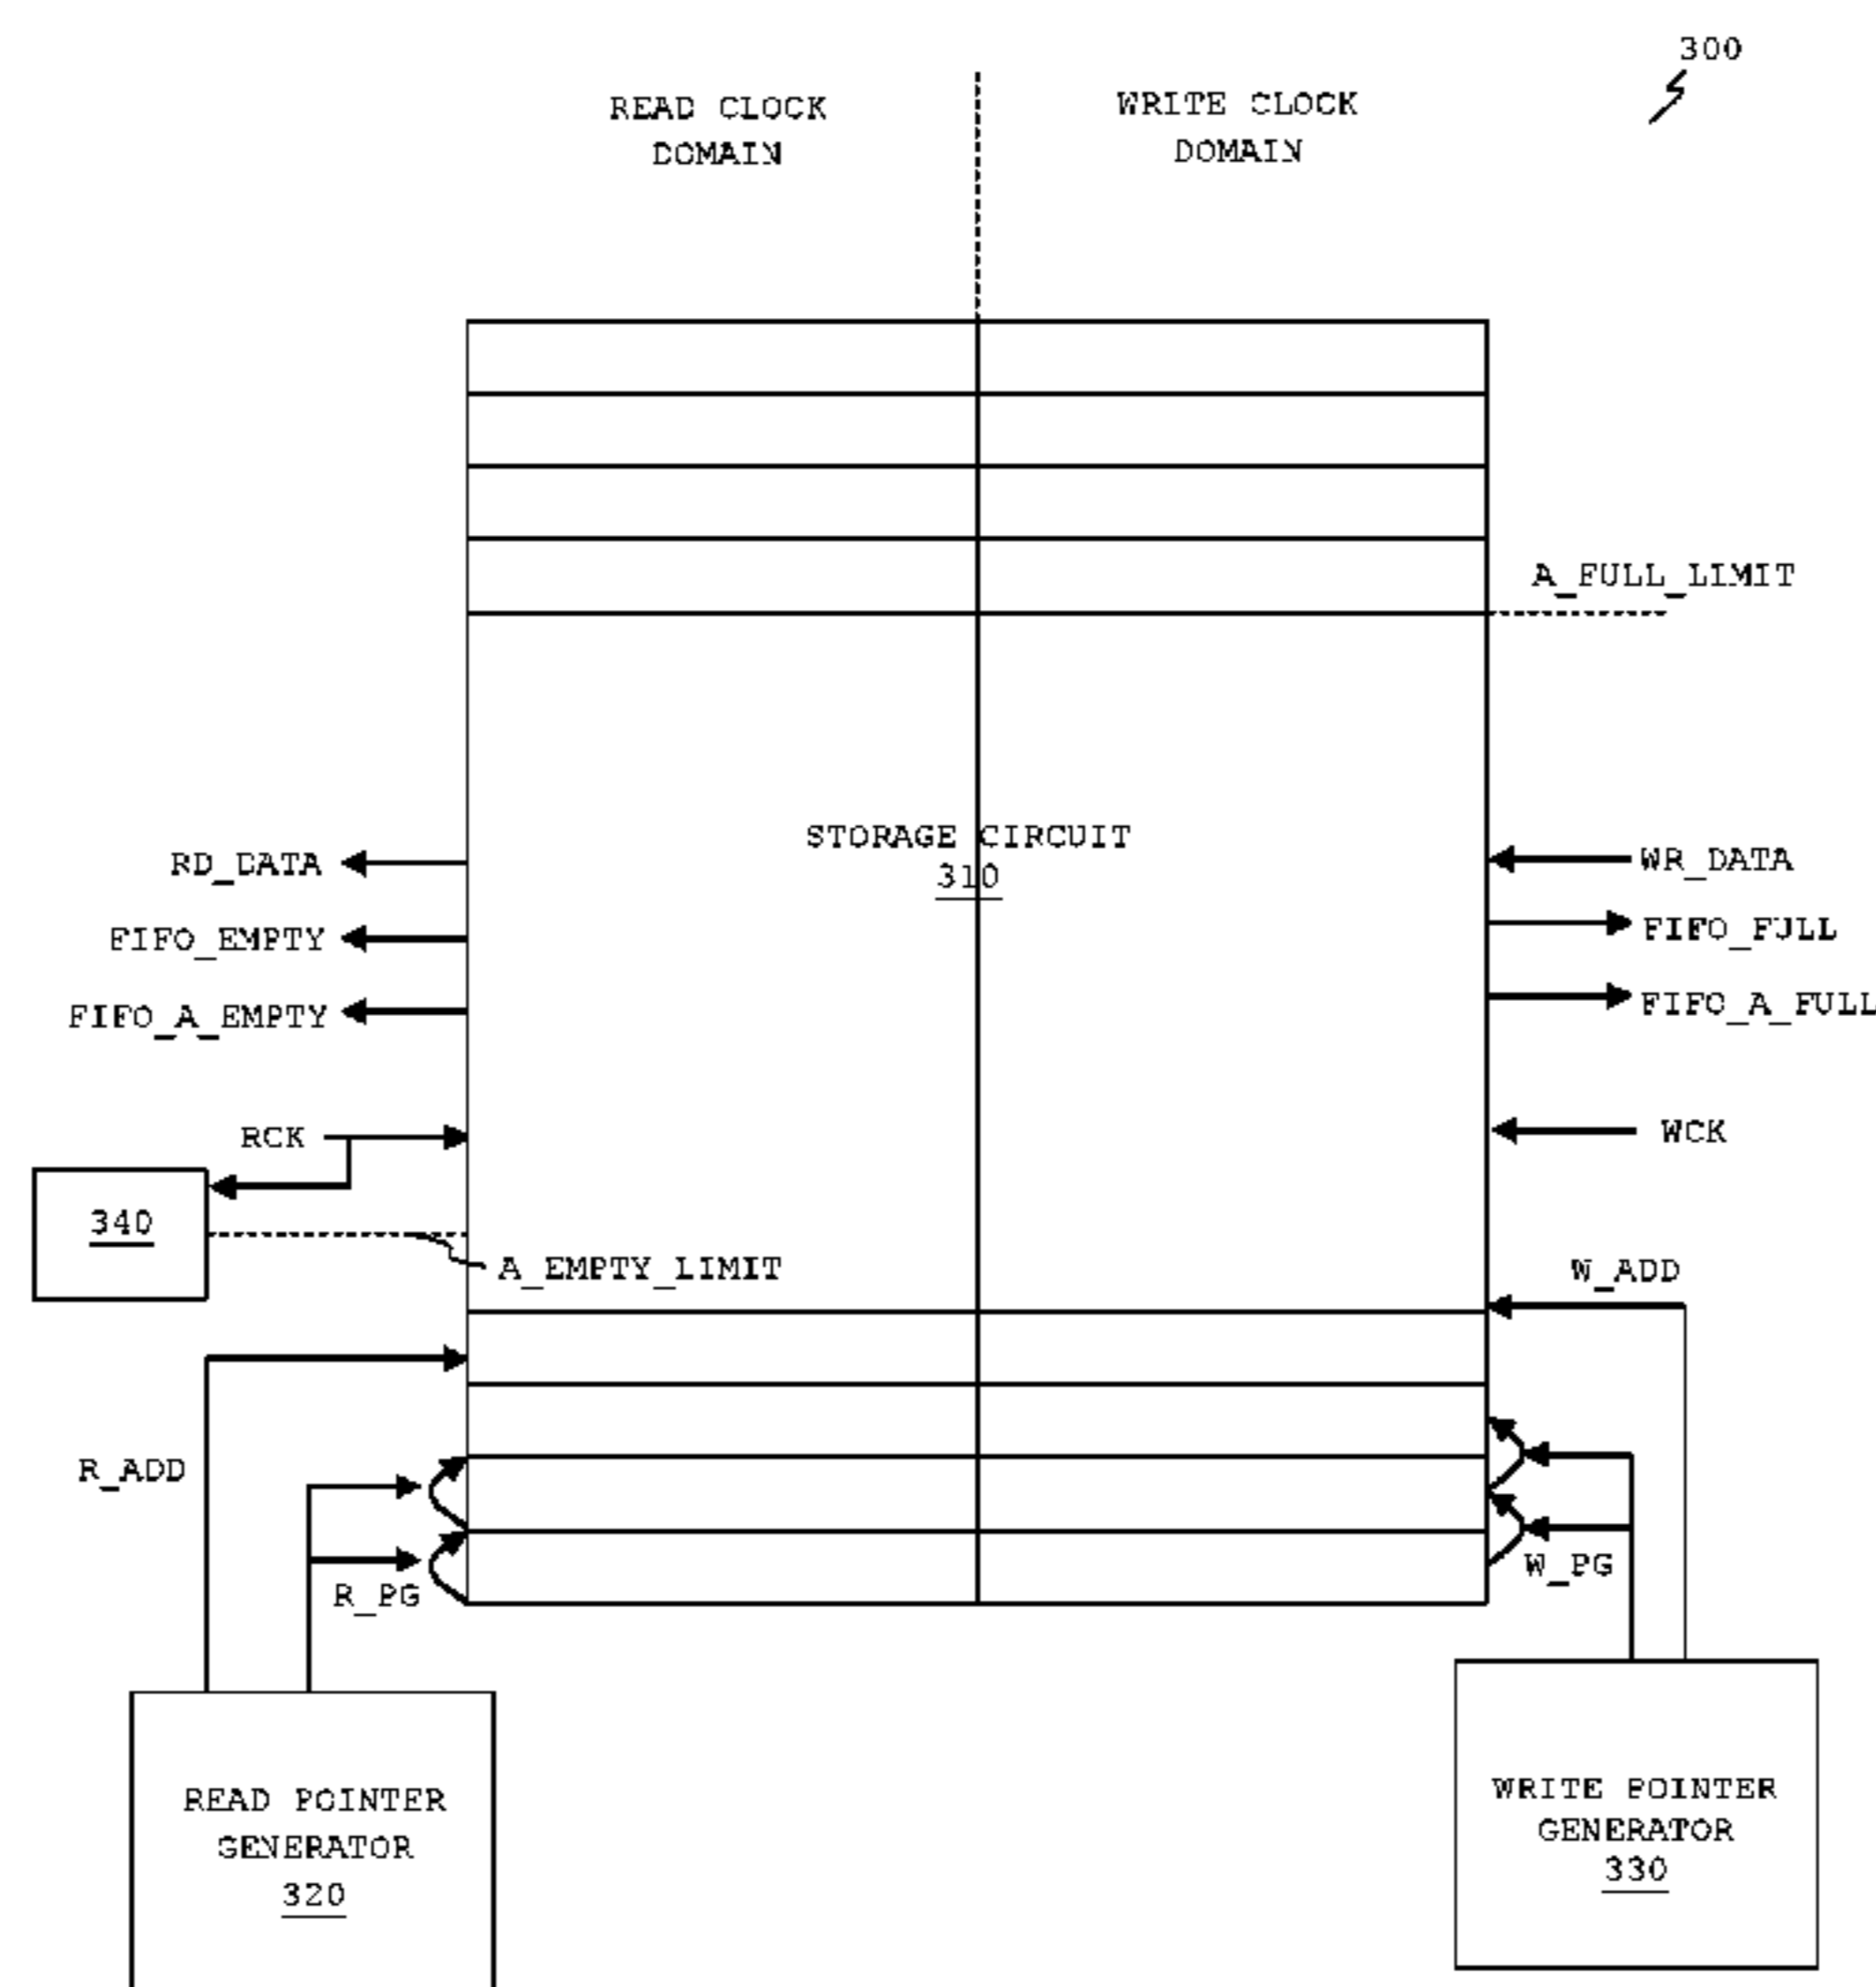 300
READ CLOCK
DOMAIN
WRITE CLOCK
DOMAIN
A_FULL_LIMIT
STORAGE CIRCUIT
310
RD_DATA
FIFO_EMPTY
FIFO_A_EMPTY
RCK
WR_DATA
FIFO_FULL
FIFO_A_FULL
WCK
340
A_EMPTY_LIMIT
W_ADD
R_ADD
R_PG
W_PG
READ POINTER
GENERATOR
320
WRITE POINTER
GENERATOR
330